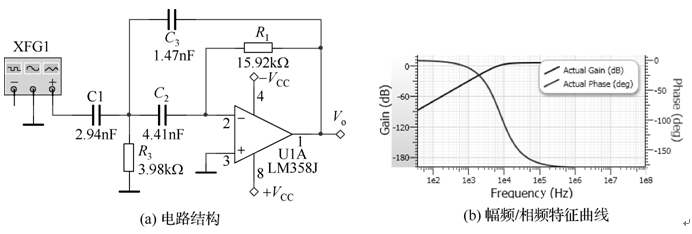 XFG1
C1
2.94nF
C2
4.41nF
C3
1.47nF
R1
15.92kΩ
R3
3.98kΩ
−VCC
4
2
−
+
3
1
8
U1A
LM358J
+VCC
Vo
(a) 电路结构
Gain (dB)
0
-60
-120
-180
Actual Gain (dB)
Actual Phase (deg)
0
-50
-100
-150
Phase (deg)
1e2 1e3 1e4 1e5 1e6 1e7 1e8
Frequency (Hz)
(b) 幅频/相频特征曲线